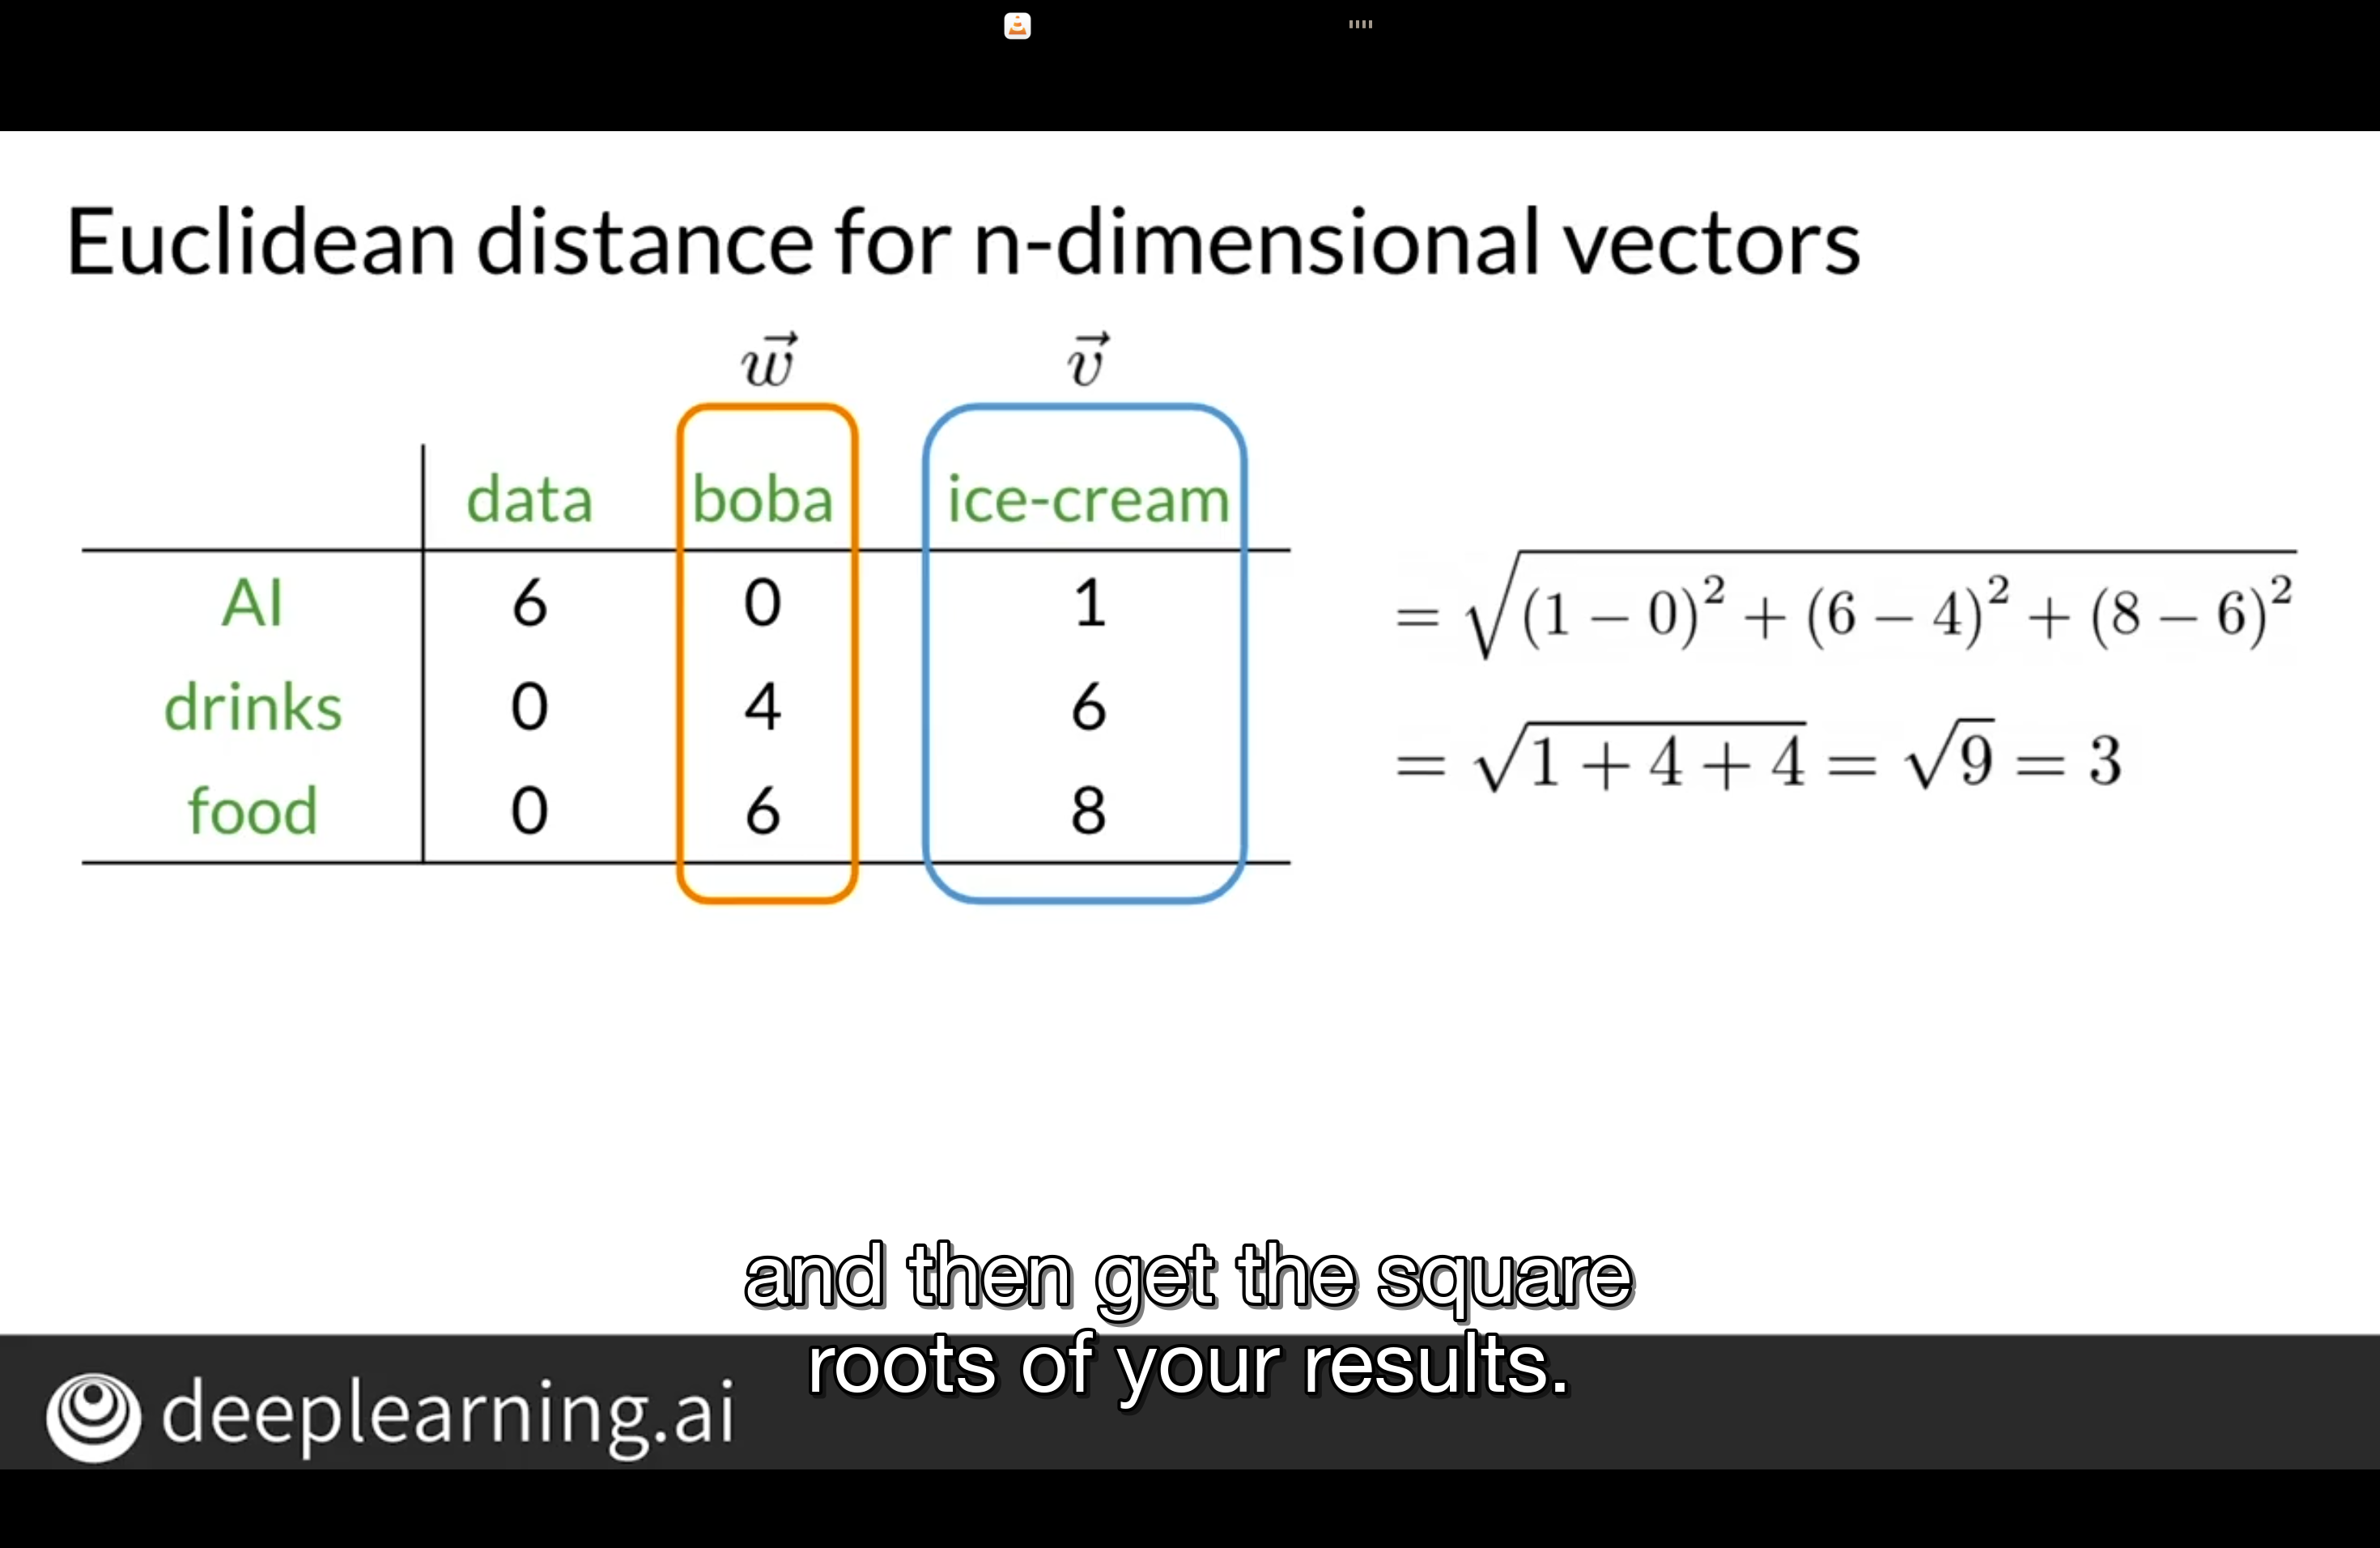 Euclidean distance for n-dimensional vectors
w⃗ v⃗
data boba ice-cream
AI 6 0 1
drinks 0 4 6
food 0 6 8
= √(1 − 0)² + (6 − 4)² + (8 − 6)²
= √1 + 4 + 4 = √9 = 3
and then get the square
roots of your results.
deeplearning.ai